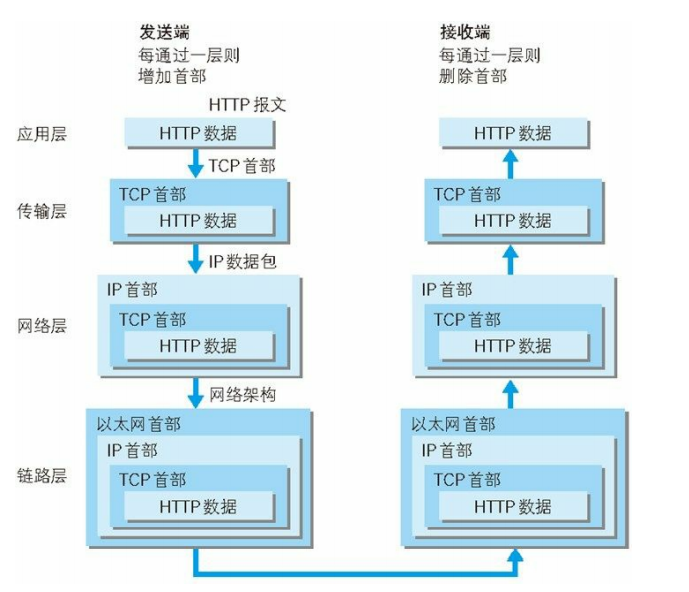 发送端
每通过一层则
增加首部
接收端
每通过一层则
删除首部
HTTP 报文
应用层
HTTP 数据
HTTP 数据
TCP 首部
传输层
TCP 首部
HTTP 数据
TCP 首部
HTTP 数据
IP 数据包
网络层
IP 首部
TCP 首部
HTTP 数据
IP 首部
TCP 首部
HTTP 数据
网络架构
链路层
以太网首部
IP 首部
TCP 首部
HTTP 数据
以太网首部
IP 首部
TCP 首部
HTTP 数据